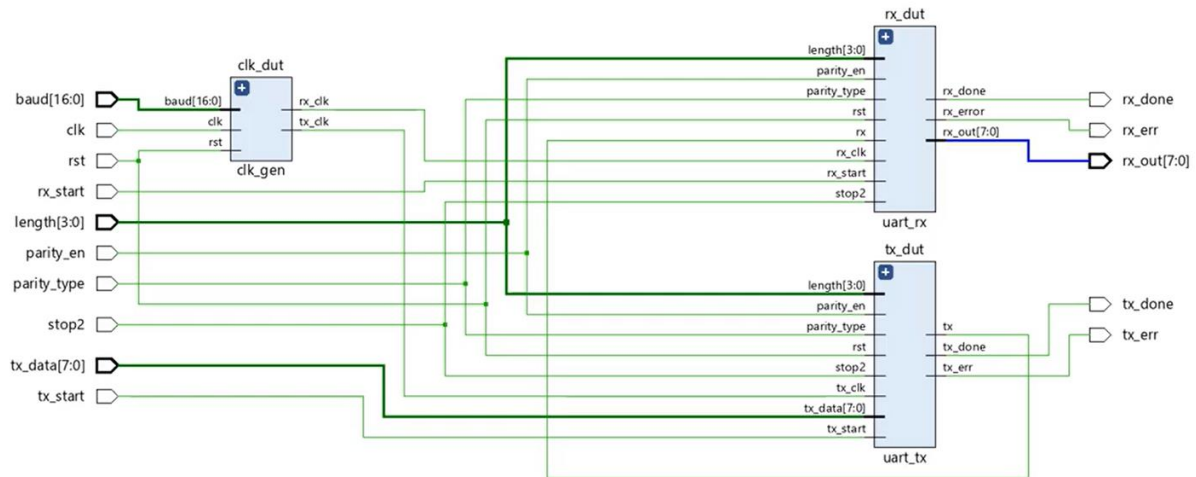 baud[16:0]
clk
rst
rx_start
length[3:0]
parity_en
parity_type
stop2
tx_data[7:0]
tx_start
clk_dut
baud[16:0]
clk
rst
rx_clk
tx_clk
clk_gen
rx_dut
length[3:0]
parity_en
parity_type
rst
rx
rx_clk
rx_start
stop2
rx_done
rx_error
rx_out[7:0]
uart_rx
tx_dut
length[3:0]
parity_en
parity_type
rst
stop2
tx_clk
tx_data[7:0]
tx_start
tx
tx_done
tx_err
uart_tx
rx_done
rx_err
rx_out[7:0]
tx_done
tx_err